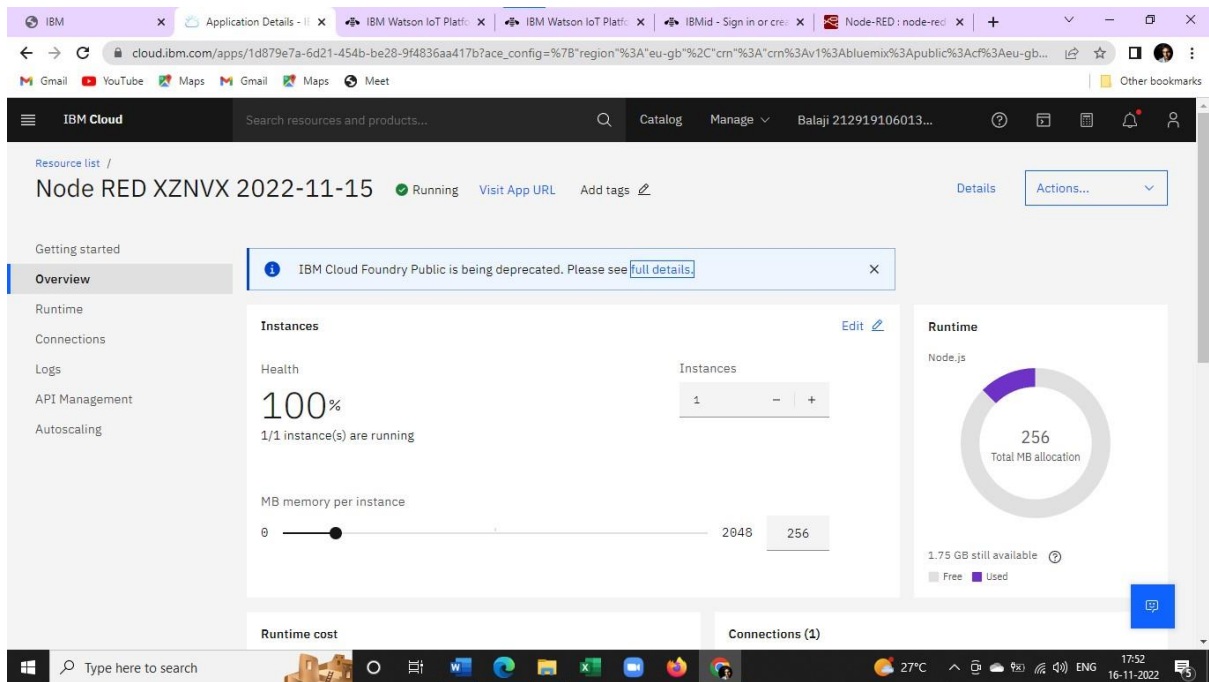 IBM
Application Details - I
IBM Watson IoT Platfo
IBM Watson IoT Platfo
IBMid - Sign in or crea
Node-RED : node-red
cloud.ibm.com/apps/1d879e7a-6d21-454b-be28-9f4836aa417b?ace_config=%7B"region"%3A"eu-gb"%2C"crn"%3A"crn%3Av1%3Abluemix%3Apublic%3Acf%3Aeu-gb...
Gmail YouTube Maps Gmail Maps Meet Other bookmarks
IBM Cloud
Search resources and products...
Catalog Manage Balaji 212919106013...
Resource list /
Node RED XZNVX 2022-11-15 Running Visit App URL Add tags Details Actions...
Getting started
Overview
Runtime
Connections
Logs
API Management
Autoscaling
IBM Cloud Foundry Public is being deprecated. Please see full details.
Instances Edit
Health
100%
1/1 instance(s) are running
Instances
1 - +
MB memory per instance
0 2048 256
Runtime
Node.js
256
Total MB allocation
1.75 GB still available
Free Used
Runtime cost
Connections (1)
Type here to search
27°C ENG 17:52
16-11-2022
5